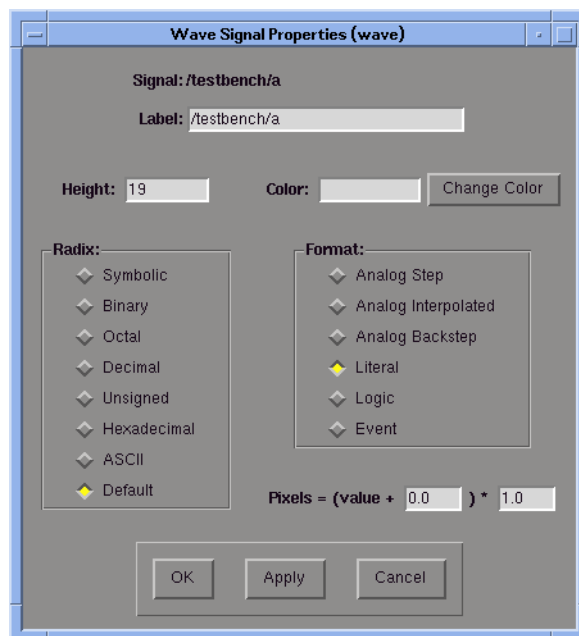 Wave Signal Properties (wave)
Signal: /testbench/a
Label: /testbench/a
Height: 19 Color: Change Color
Radix: Format:
Symbolic Analog Step
Binary Analog Interpolated
Octal Analog Backstep
Decimal Literal
Unsigned Logic
Hexadecimal Event
ASCII
Default Pixels = (value + 0.0 ) * 1.0
OK Apply Cancel